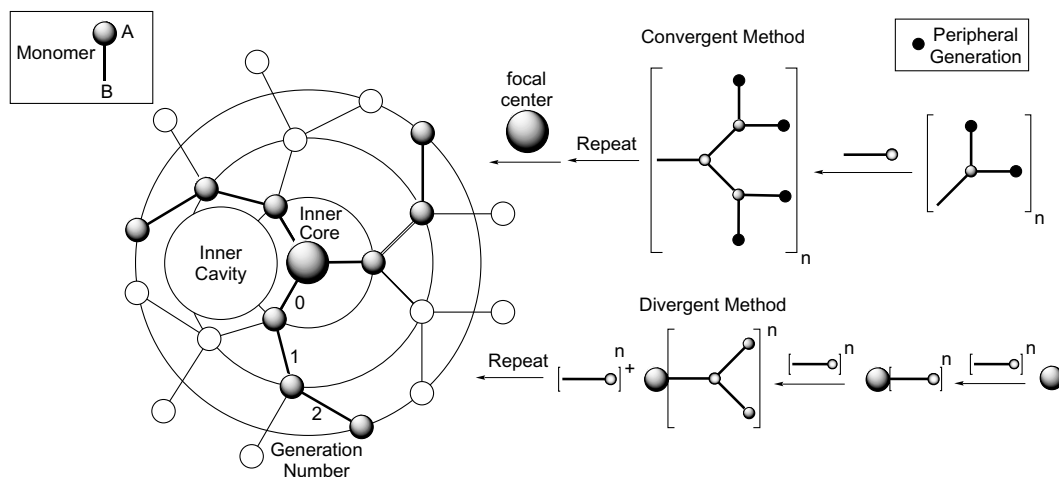 Monomer
A
B
Inner
Core
Inner
Cavity
0
1
2
Generation
Number
focal
center
Repeat
Convergent Method
n
Peripheral
Generation
n
Divergent Method
Repeat
n
+
n
n
n
n